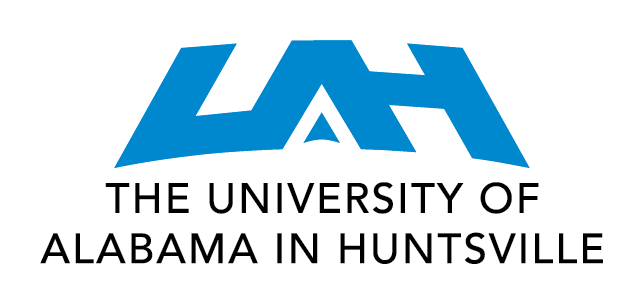 UAH
THE UNIVERSITY OF
ALABAMA IN HUNTSVILLE